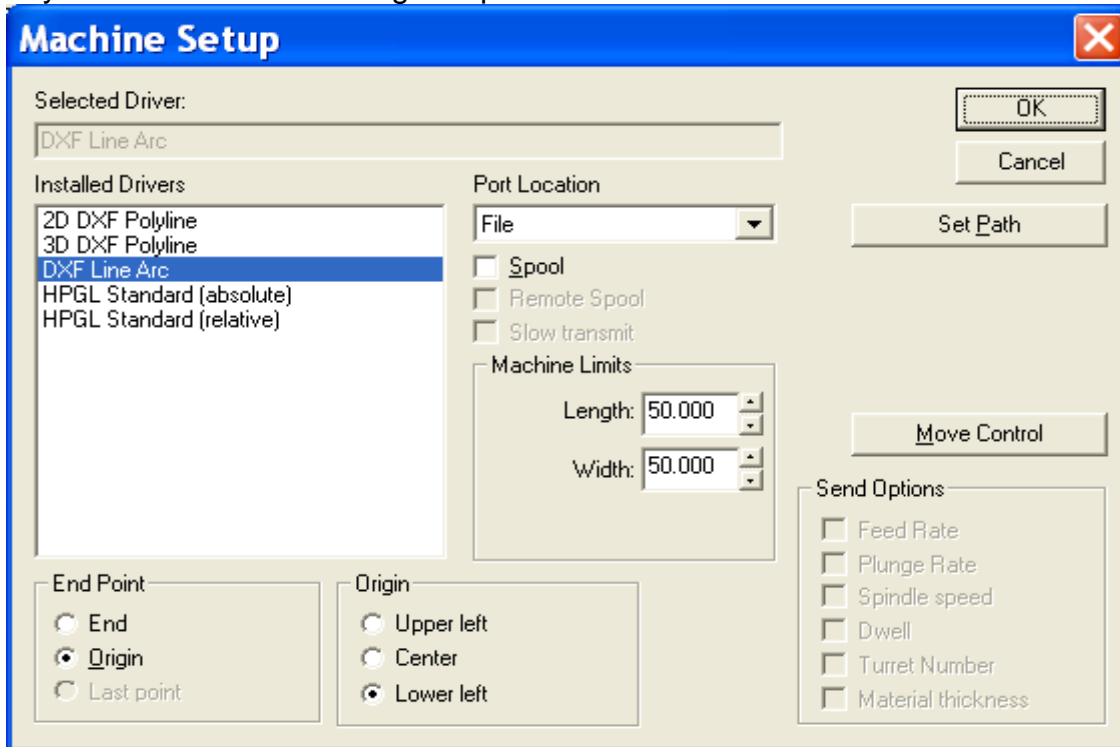 Machine Setup
Selected Driver:
DXF Line Arc
OK
Cancel
Installed Drivers
2D DXF Polyline
3D DXF Polyline
DXF Line Arc
HPGL Standard (absolute)
HPGL Standard (relative)
Port Location
File
Set Path
Spool
Remote Spool
Slow transmit
Machine Limits
Length: 50.000
Width: 50.000
Move Control
Send Options
Feed Rate
Plunge Rate
Spindle speed
Dwell
Turret Number
Material thickness
End Point
End
Origin
Last point
Origin
Upper left
Center
Lower left